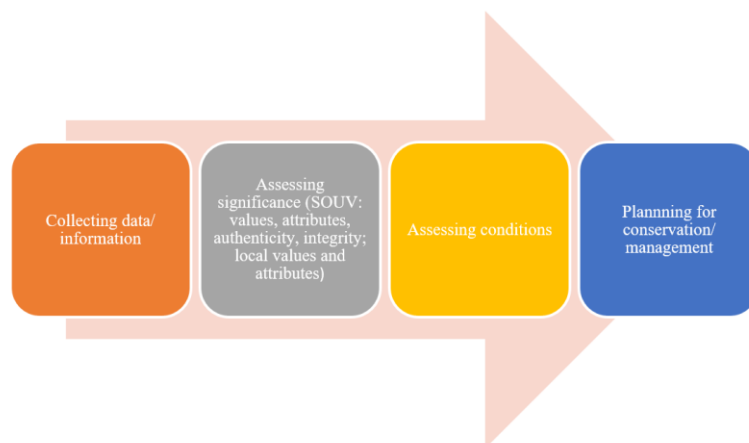 Collecting data/
information
Assessing
significance (SOUV:
values, attributes,
authenticity, integrity;
local values and
attributes)
Assessing conditions
Plannning for
conservation/
management